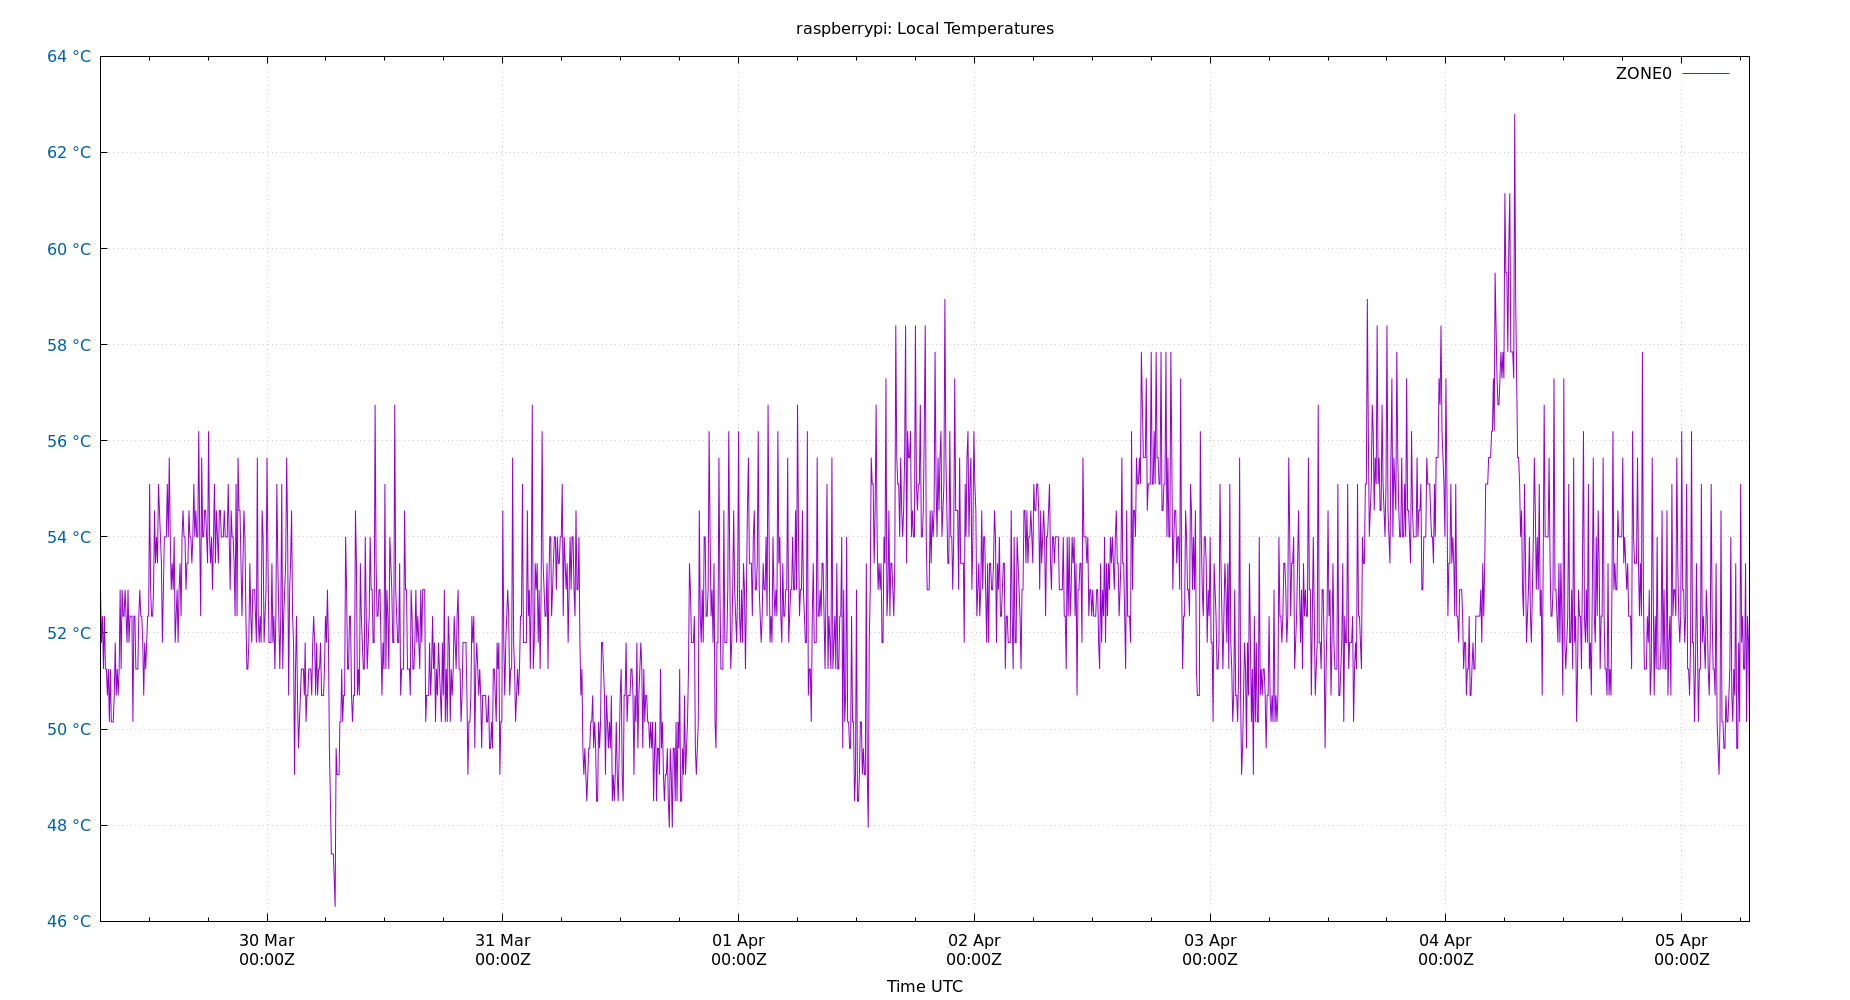 raspberrypi: Local Temperatures
64 °C
ZONE0
62 °C
60 °C
58 °C
56 °C
54 °C
52 °C
50 °C
48 °C
46 °C
30 Mar 31 Mar 01 Apr 02 Apr 03 Apr 04 Apr 05 Apr
00:00Z 00:00Z 00:00Z 00:00Z 00:00Z 00:00Z 00:00Z
Time UTC